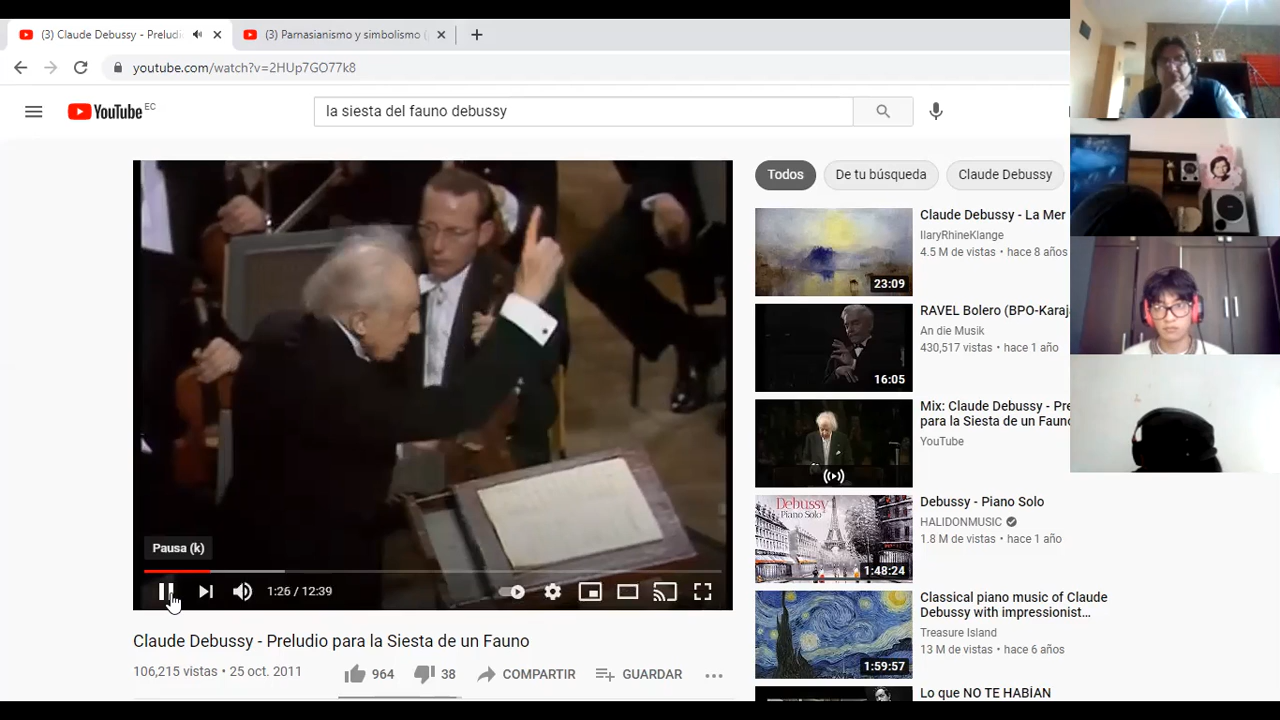 (3) Claude Debussy - Preludi
(3) Parnasianismo y simbolismo
youtube.com/watch?v=2HUp7GO77k8
YouTube EC
la siesta del fauno debussy
Todos
De tu búsqueda
Claude Debussy
Claude Debussy - La Mer
IlaryRhineKlange
4.5 M de vistas • hace 8 años
23:09
RAVEL Bolero (BPO-Karaj
An die Musik
430,517 vistas • hace 1 año
16:05
Mix: Claude Debussy - Pre
para la Siesta de un Fauno
YouTube
Debussy - Piano Solo
HALIDONMUSIC
1.8 M de vistas • hace 1 año
Debussy
Piano Solo
1:48:24
Classical piano music of Claude
Debussy with impressionist...
Treasure Island
13 M de vistas • hace 6 años
1:59:57
Lo que NO TE HABÍAN
Pausa (k)
1:26 / 12:39
Claude Debussy - Preludio para la Siesta de un Fauno
106,215 vistas • 25 oct. 2011
964
38
COMPARTIR
GUARDAR